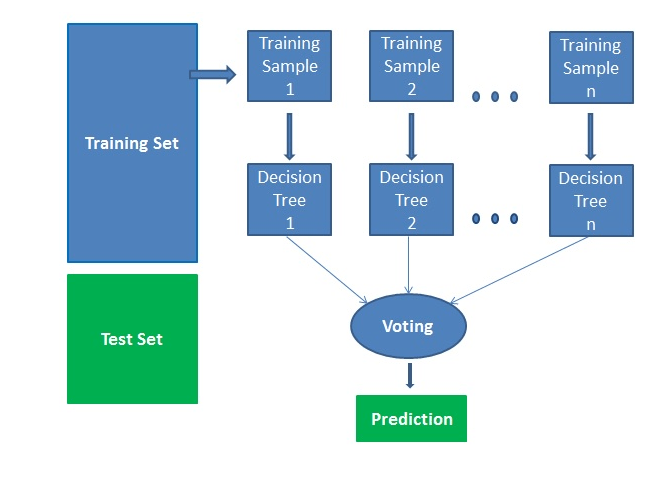 Training Set
Test Set
Training
Sample
1
Training
Sample
2
Training
Sample
n
Decision
Tree
1
Decision
Tree
2
Decision
Tree
n
Voting
Prediction